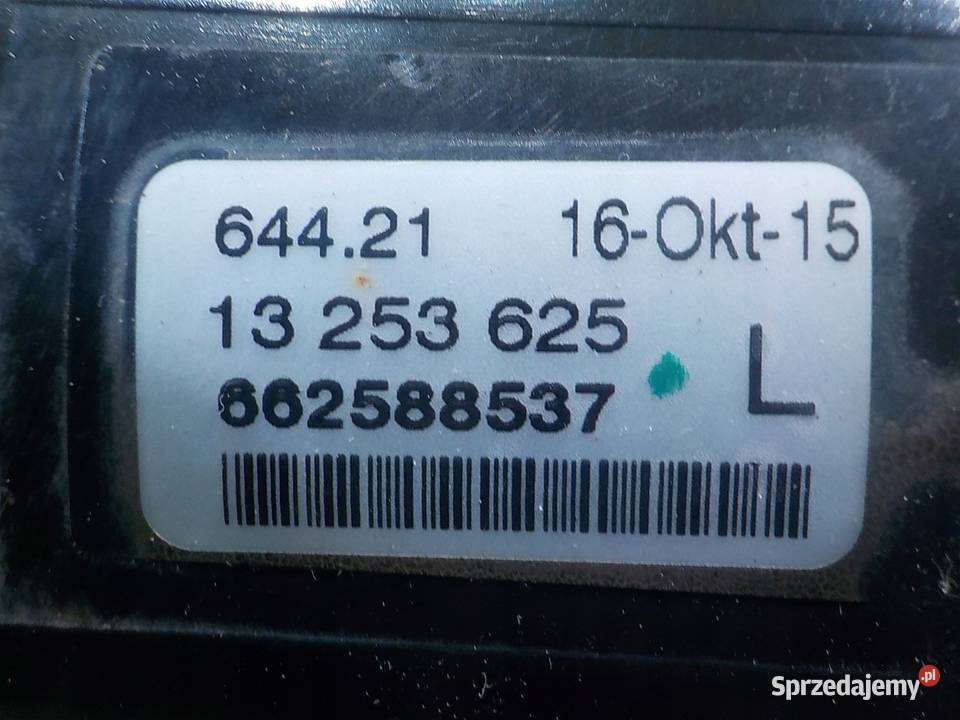 644.21 16-Okt-15
13 253 625
L
662588537
Sprzedajemy.pl